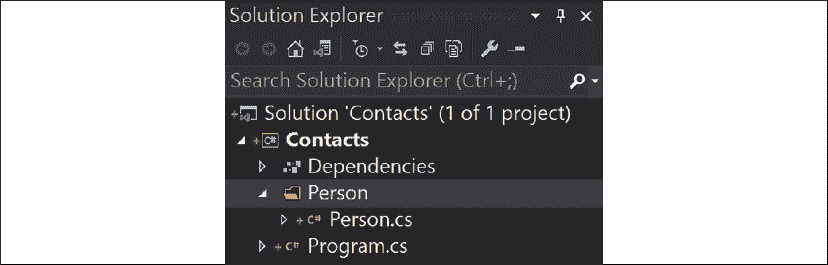 Solution Explorer
Search Solution Explorer (Ctrl+;)
Solution 'Contacts' (1 of 1 project)
C# Contacts
Dependencies
Person
C# Person.cs
C# Program.cs